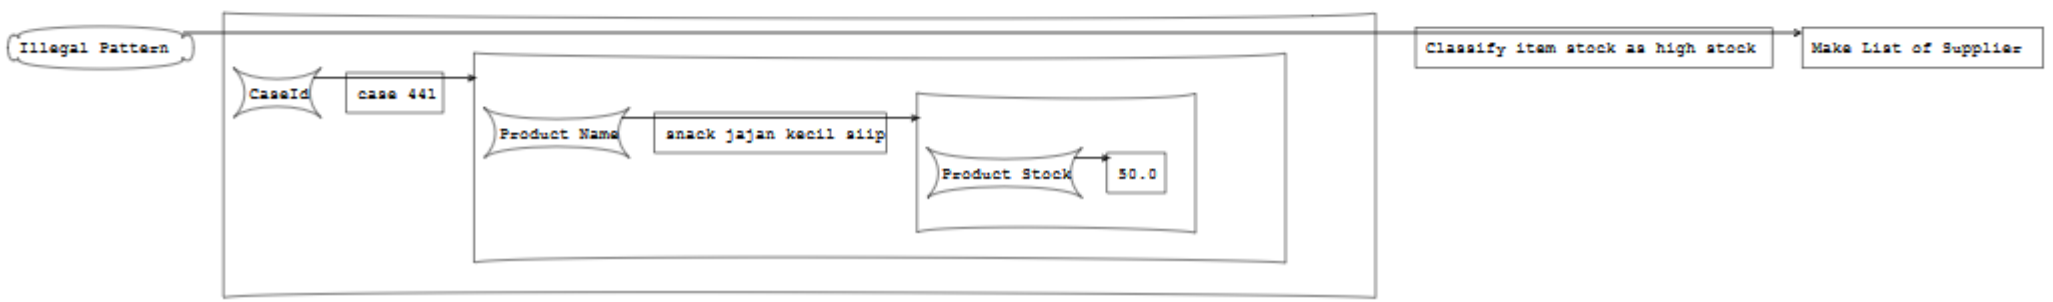 Illegal Pattern
CaseId
case 441
Product Name
snack jajan kecil siip
Product Stock
50.0
Classify item stock as high stock
Make List of Supplier